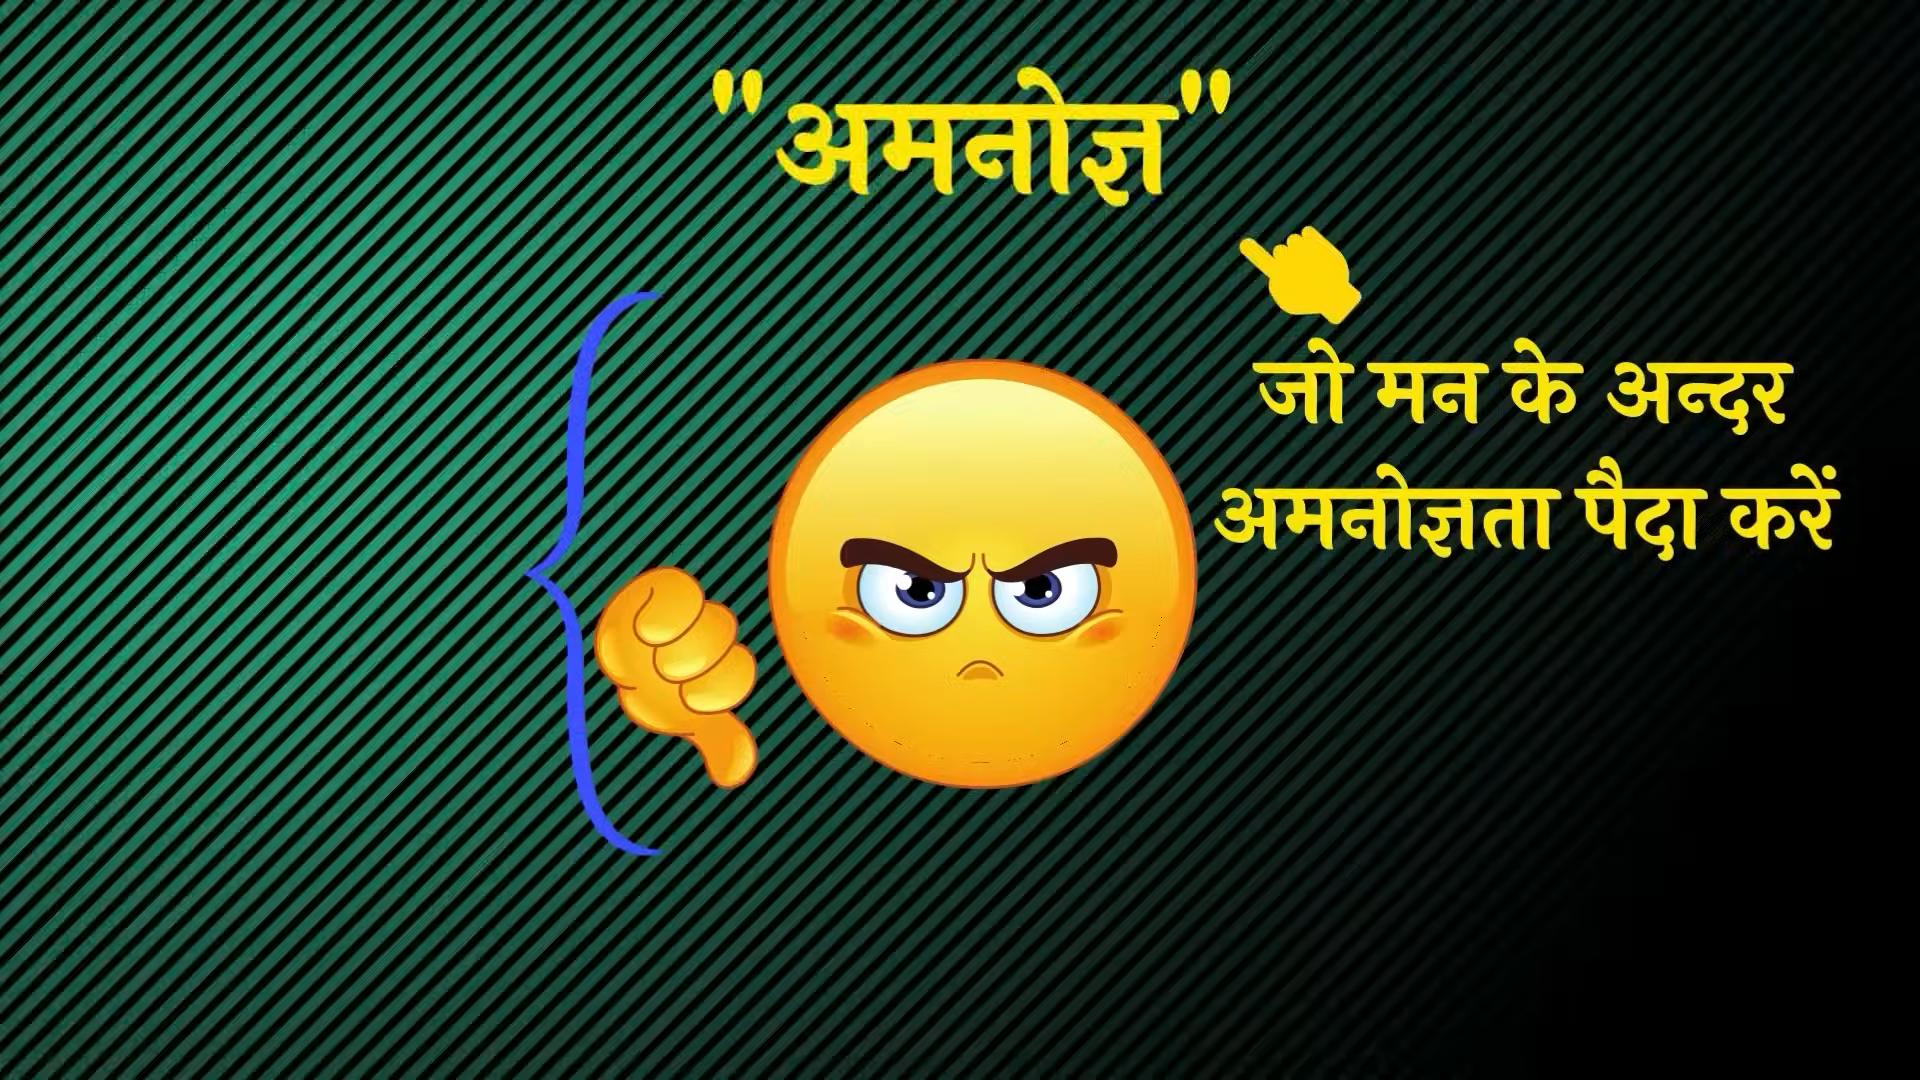 "अमनोज्ञ"
जो मन के अन्दर
अमनोज्ञता पैदा करें